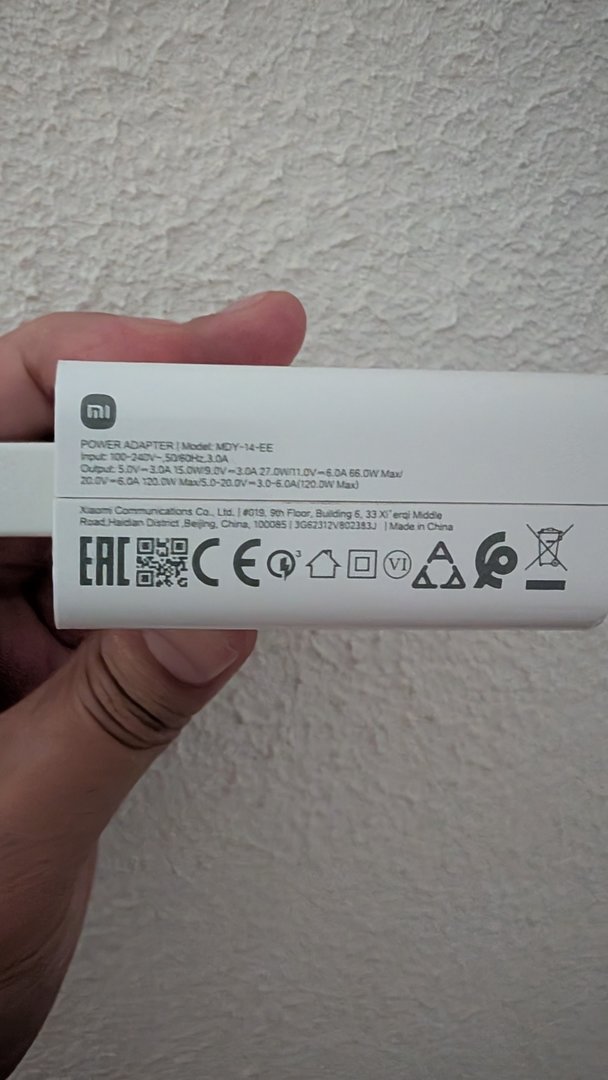 mi
POWER ADAPTER | Model: MDY-14-EE
Input: 100-240V~,50/60Hz,3.0A
Output: 5.0V⎓3.0A 15.0W/9.0V⎓3.0A 27.0W/11.0V⎓6.0A 66.0W Max/
20.0V⎓6.0A 120.0W Max/5.0-20.0V⎓3.0-6.0A(120.0W Max)
Xiaomi Communications Co., Ltd. | #019, 9th Floor, Building 6, 33 Xi'erqi Middle
Road,Haidian District ,Beijing, China, 100085 | 3G62312V802383J | Made in China
EAC CE 3 VI